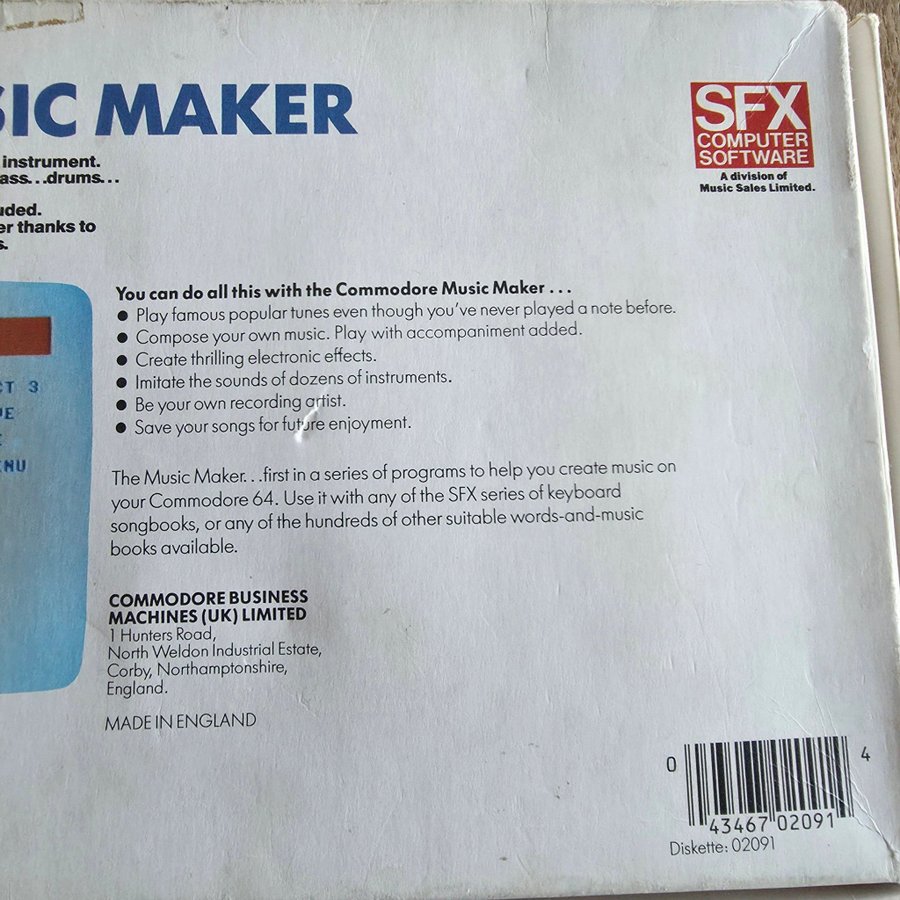 SIC MAKER
SFX
COMPUTER
SOFTWARE
A division of
Music Sales Limited.
instrument.
ass...drums...
uded.
er thanks to
s.
CT 3
You can do all this with the Commodore Music Maker . . .
● Play famous popular tunes even though you've never played a note before.
● Compose your own music. Play with accompaniment added.
● Create thrilling electronic effects.
● Imitate the sounds of dozens of instruments.
● Be your own recording artist.
● Save your songs for future enjoyment.
ENU
The Music Maker. . .first in a series of programs to help you create music on
your Commodore 64. Use it with any of the SFX series of keyboard
songbooks, or any of the hundreds of other suitable words-and-music
books available.
COMMODORE BUSINESS
MACHINES (UK) LIMITED
1 Hunters Road,
North Weldon Industrial Estate,
Corby, Northamptonshire,
England.
MADE IN ENGLAND
0 43467 02091 4
Diskette: 02091